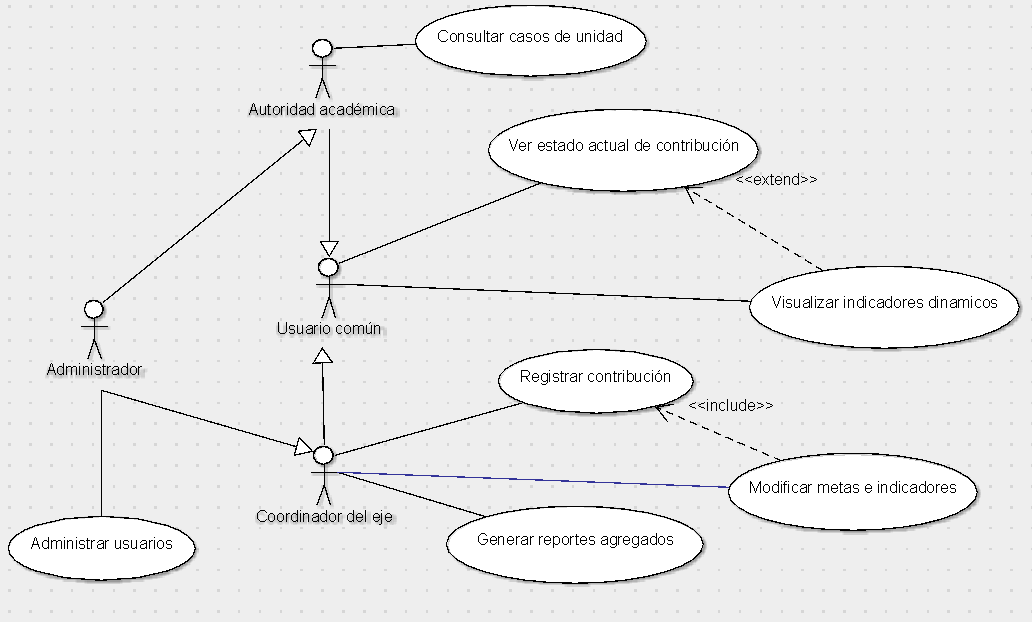 Consultar casos de unidad
Autoridad académica
Ver estado actual de contribución
<<extend>>
Visualizar indicadores dinamicos
Usuario común
Administrador
Registrar contribución
<<include>>
Modificar metas e indicadores
Coordinador del eje
Generar reportes agregados
Administrar usuarios